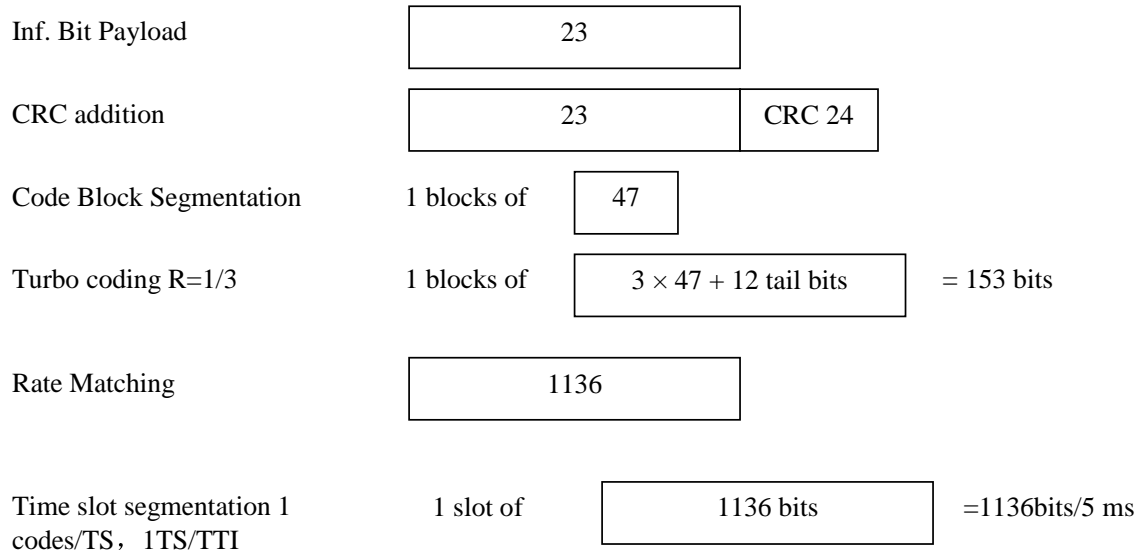 Inf. Bit Payload 23
CRC addition 23 CRC 24
Code Block Segmentation 1 blocks of 47
Turbo coding R=1/3 1 blocks of 3 × 47 + 12 tail bits = 153 bits
Rate Matching 1136
Time slot segmentation 1 1 slot of 1136 bits =1136bits/5 ms
codes/TS，1TS/TTI